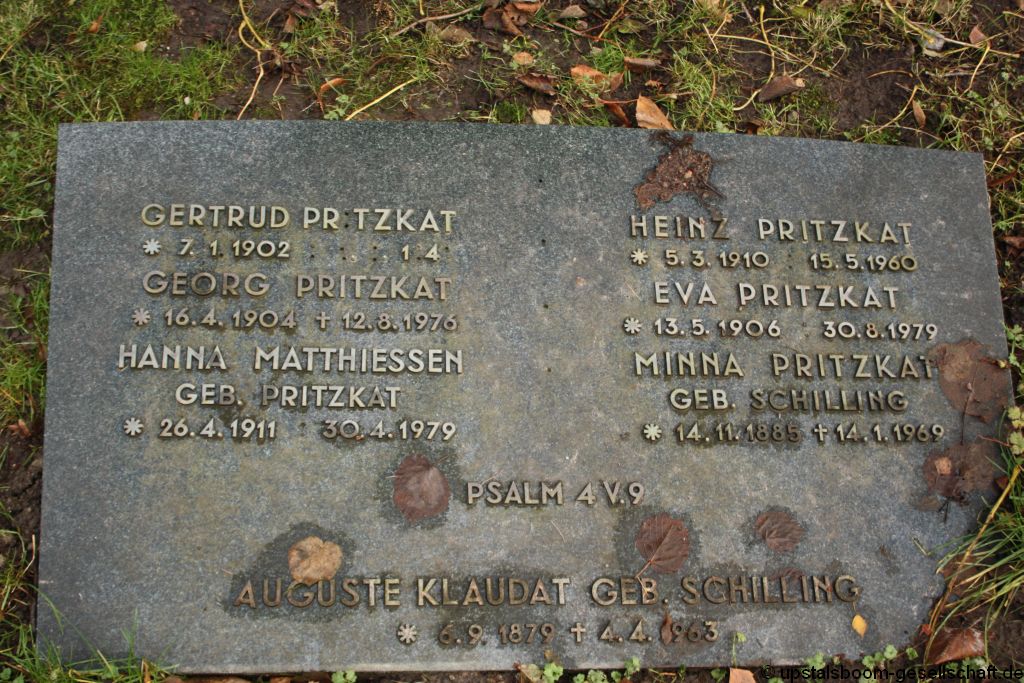 GERTRUD PR TZKAT
* 7. 1. 1902 1 4
GEORG PRITZKAT
* 16. 4. 1904 + 12. 8. 1976
HANNA MATTHIESSEN
GEB. PRITZKAT
* 26. 4. 1911 30. 4. 1979
HEINZ PRITZKAT
* 5. 3. 1910 15. 5. 1960
EVA PRITZKAT
* 13. 5. 1906 30. 8. 1979
MINNA PRITZKAT
GEB. SCHILLING
* 14. 11. 1885 + 14. 1. 1969
PSALM 4 V. 9
AUGUSTE KLAUDAT GEB. SCHILLING
* 6. 9. 1879 + 4. 4. 1963
© upstalsboom-gesellschaft.de